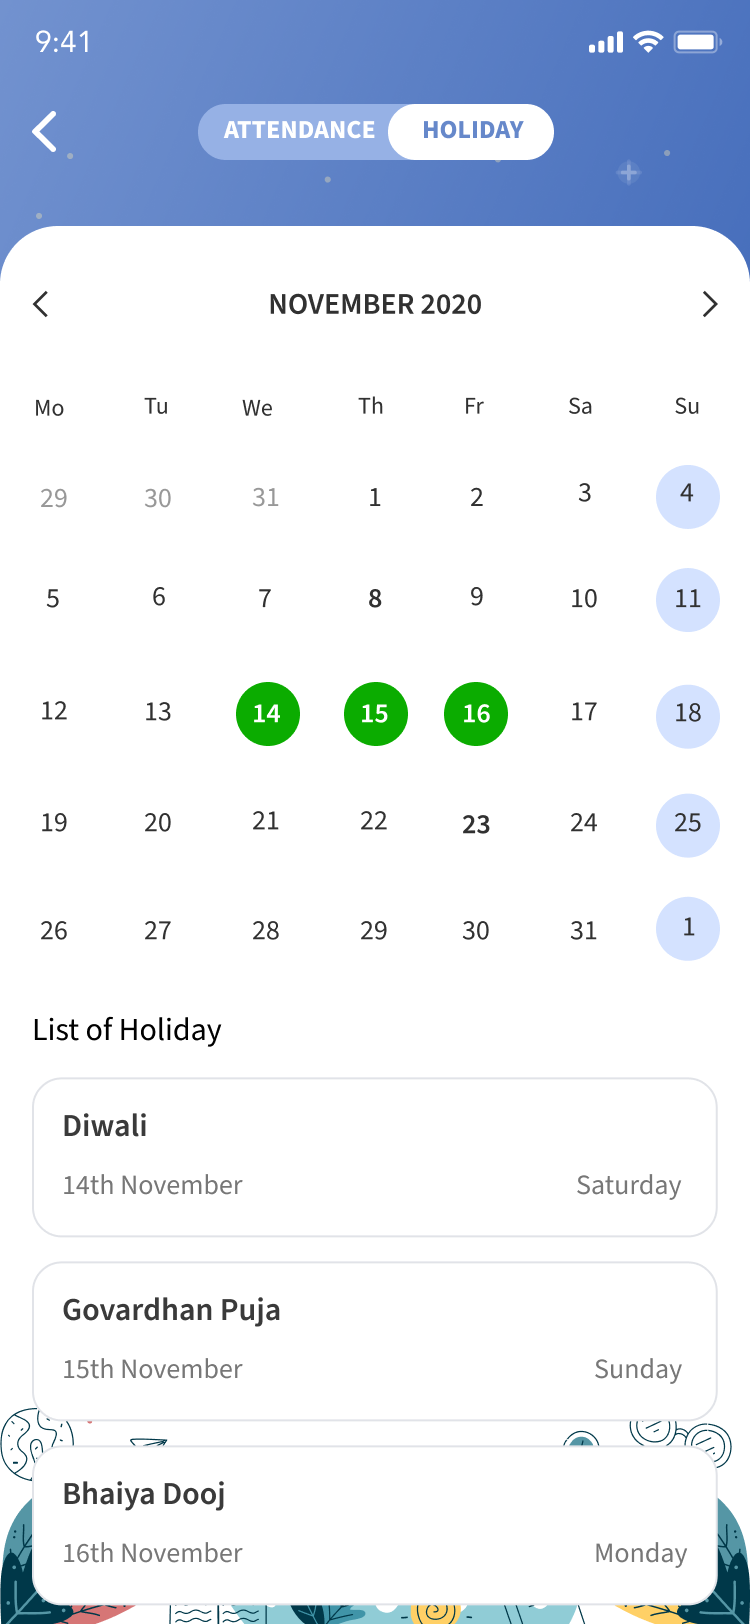 9:41
ATTENDANCE HOLIDAY
NOVEMBER 2020
Mo Tu We Th Fr Sa Su
29 30 31 1 2 3 4
5 6 7 8 9 10 11
12 13 14 15 16 17 18
19 20 21 22 23 24 25
26 27 28 29 30 31 1
List of Holiday
Diwali
14th November Saturday
Govardhan Puja
15th November Sunday
Bhaiya Dooj
16th November Monday